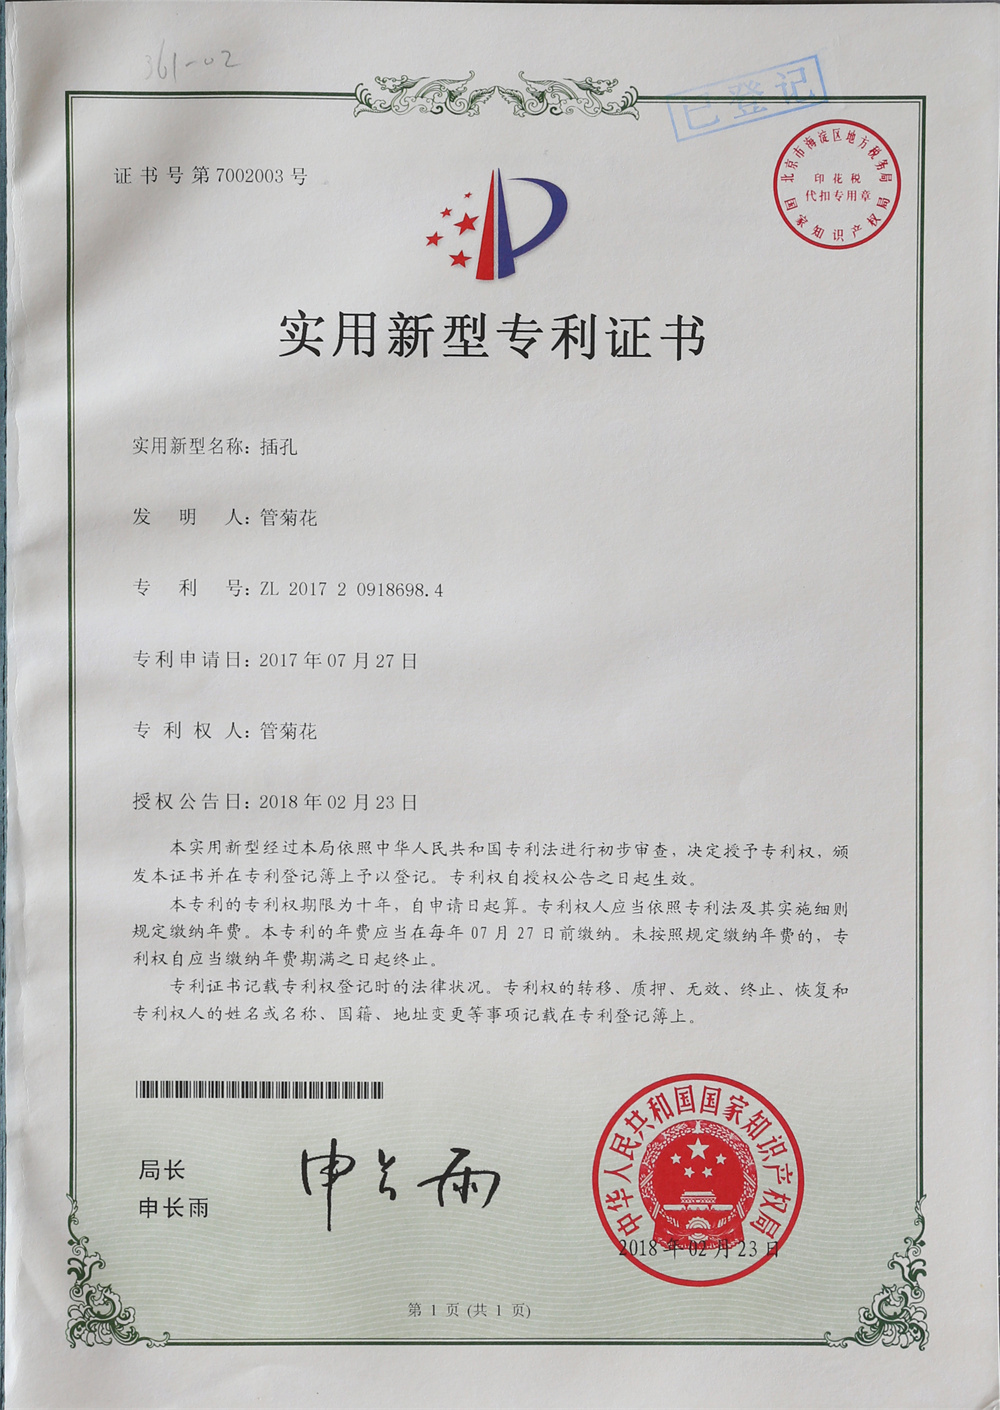 361-02
已登记
证书号第7002003号
北京市海淀区地方税务局
印花税
代扣专用章
国家知识产权局
实用新型专利证书
实用新型名称：插孔
发明人：管菊花
专利号：ZL 2017 2 0918698.4
专利申请日：2017年07月27日
专利权人：管菊花
授权公告日：2018年02月23日
本实用新型经过本局依照中华人民共和国专利法进行初步审查，决定授予专利权，颁
发本证书并在专利登记簿上予以登记。专利权自授权公告之日起生效。
本专利的专利权期限为十年，自申请日起算。专利权人应当依照专利法及其实施细则
规定缴纳年费。本专利的年费应当在每年07月27日前缴纳。未按照规定缴纳年费的，专
利权自应当缴纳年费期满之日起终止。
专利证书记载专利权登记时的法律状况。专利权的转移、质押、无效、终止、恢复和
专利权人的姓名或名称、国籍、地址变更等事项记载在专利登记簿上。
局长
申长雨
申长雨
中华人民共和国国家知识产权局
2018年02月23日
第1页(共1页)